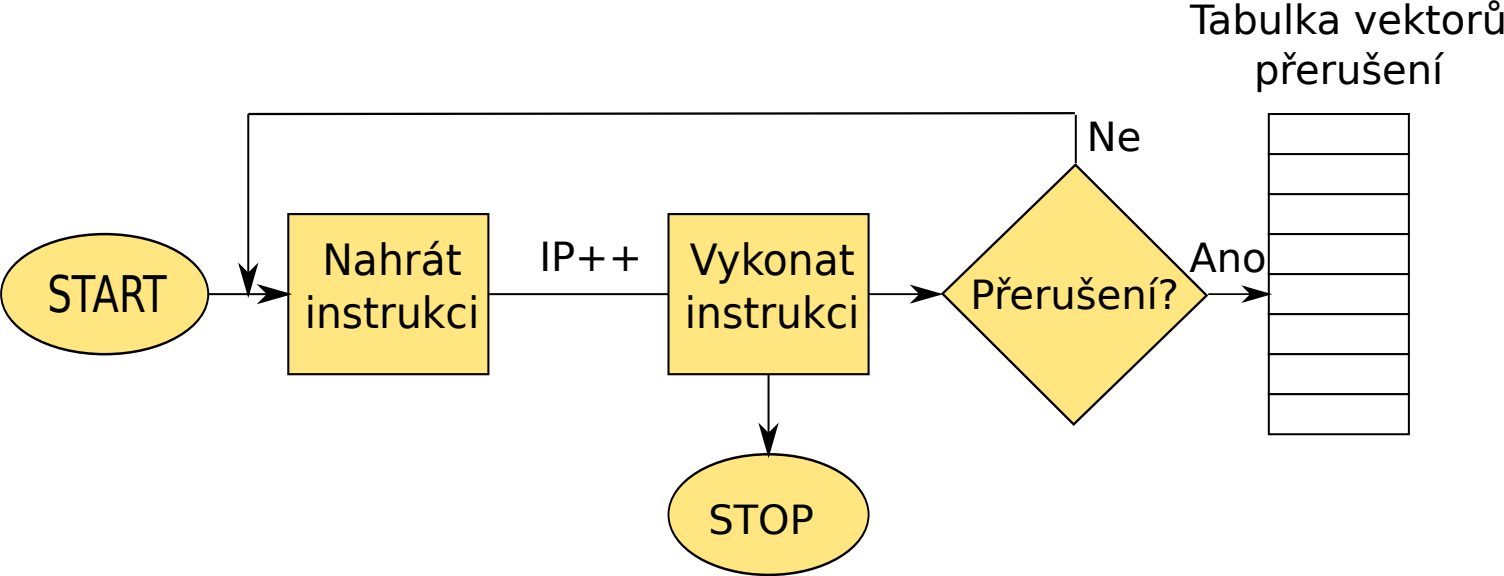 Tabulka vektorů
přerušení
Ne
START
Nahrát
instrukci
IP++
Vykonat
instrukci
Přerušení?
Ano
STOP